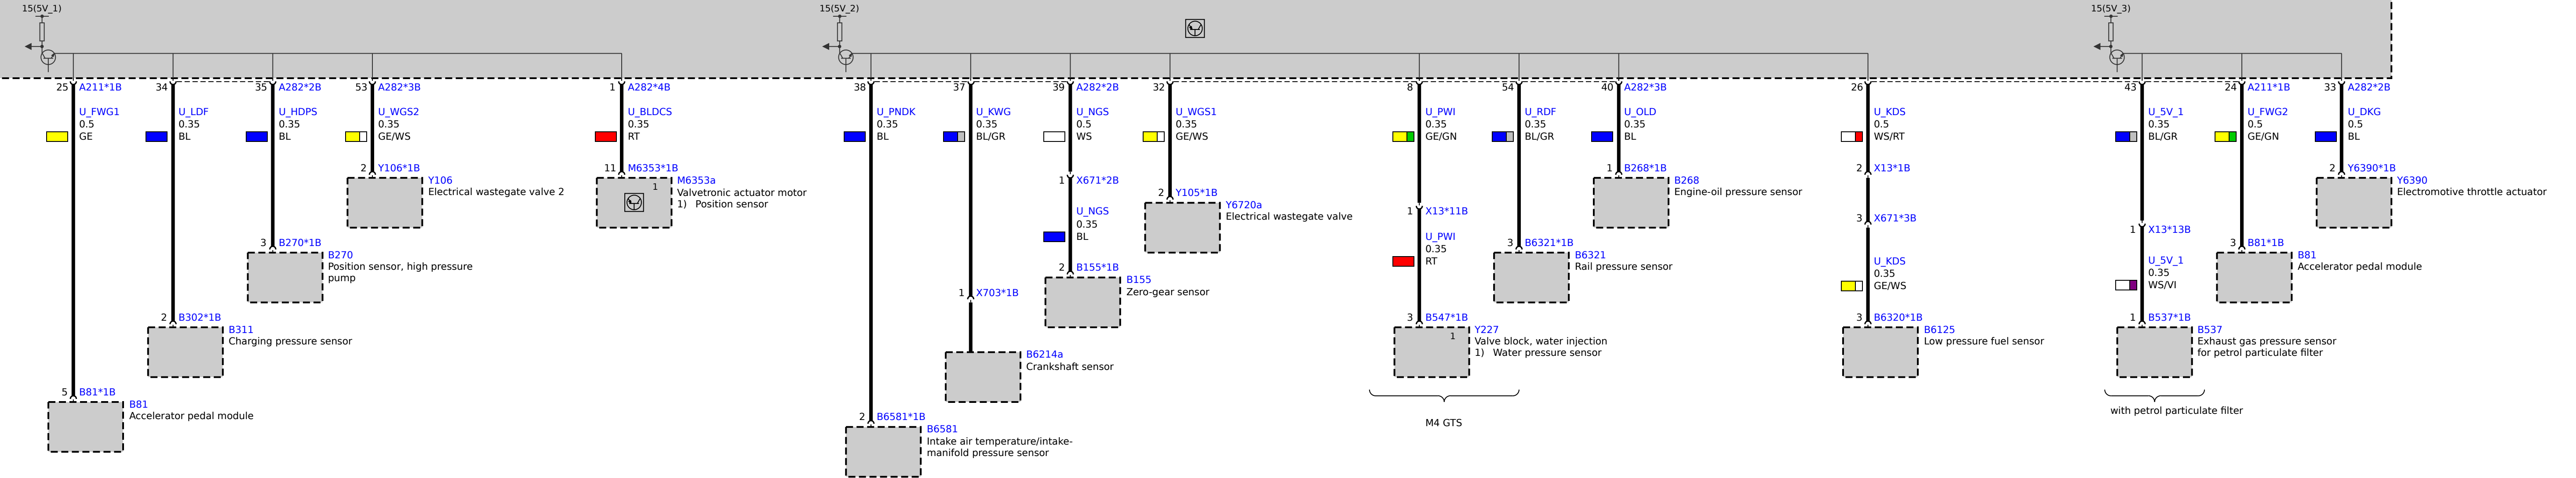 15(5V_1)
15(5V_2)
15(5V_3)
25 A211*1B
U_FWG1
0.5
GE
5 B81*1B
B81
Accelerator pedal module
34
U_LDF
0.35
BL
2 B302*1B
B311
Charging pressure sensor
35 A282*2B
U_HDPS
0.35
BL
3 B270*1B
B270
Position sensor, high pressure
pump
53 A282*3B
U_WGS2
0.35
GE/WS
2 Y106*1B
Y106
Electrical wastegate valve 2
1 A282*4B
U_BLDCS
0.35
RT
11 M6353*1B
1
M6353a
Valvetronic actuator motor
1) Position sensor
38
U_PNDK
0.35
BL
2 B6581*1B
B6581
Intake air temperature/intake-
manifold pressure sensor
37
U_KWG
0.35
BL/GR
1 X703*1B
B6214a
Crankshaft sensor
39 A282*2B
U_NGS
0.5
WS
1 X671*2B
U_NGS
0.35
BL
2 B155*1B
B155
Zero-gear sensor
32
U_WGS1
0.35
GE/WS
2 Y105*1B
Y6720a
Electrical wastegate valve
8
U_PWI
0.35
GE/GN
1 X13*11B
U_PWI
0.35
RT
3 B547*1B
1
Y227
Valve block, water injection
1) Water pressure sensor
M4 GTS
54
U_RDF
0.35
BL/GR
3 B6321*1B
B6321
Rail pressure sensor
40 A282*3B
U_OLD
0.35
BL
1 B268*1B
B268
Engine-oil pressure sensor
26
U_KDS
0.5
WS/RT
2 X13*1B
3 X671*3B
U_KDS
0.35
GE/WS
3 B6320*1B
B6125
Low pressure fuel sensor
43
U_5V_1
0.35
BL/GR
1 X13*13B
U_5V_1
0.35
WS/VI
1 B537*1B
B537
Exhaust gas pressure sensor
for petrol particulate filter
with petrol particulate filter
24 A211*1B
U_FWG2
0.5
GE/GN
3 B81*1B
B81
Accelerator pedal module
33 A282*2B
U_DKG
0.5
BL
2 Y6390*1B
Y6390
Electromotive throttle actuator